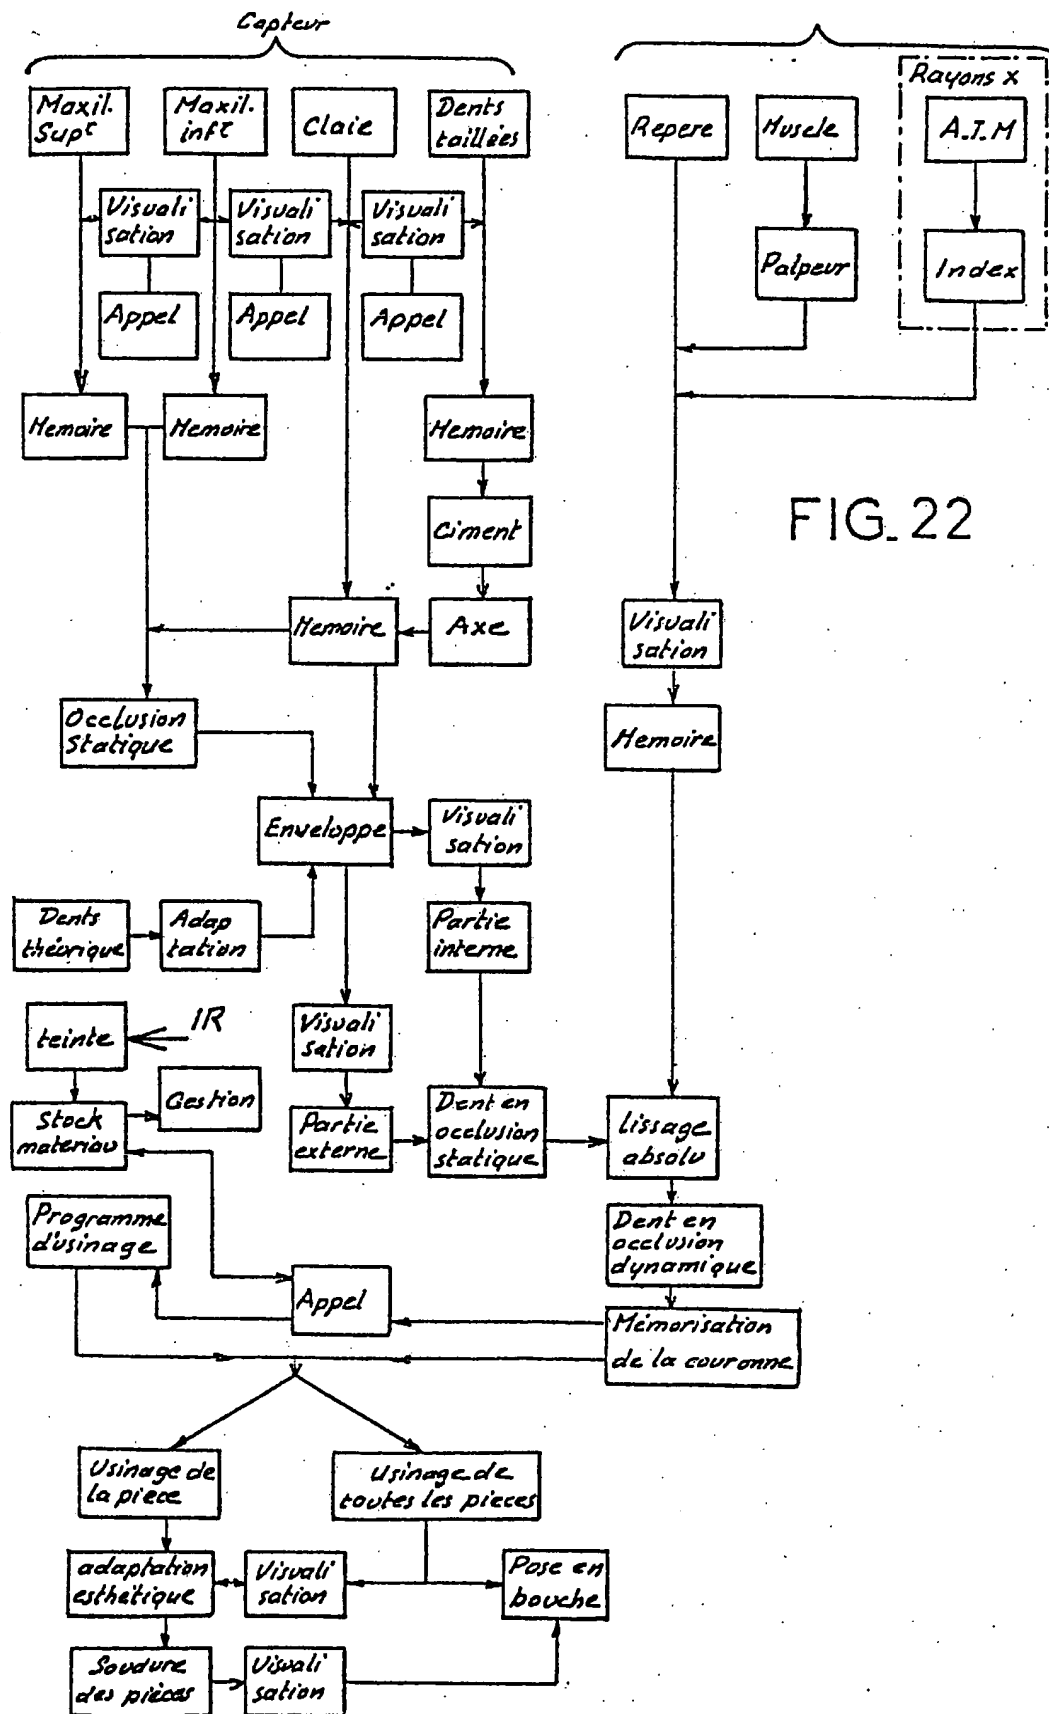 Capteur
Maxil.
Supr
Maxil.
infr
Claie
Dents
taillées
Rayons x
Repere
Muscle
A.T.M
Visuali
sation
Visuali
sation
Visuali
sation
Palpeur
Index
Appel
Appel
Appel
Memoire
Memoire
Memoire
FIG. 22
Ciment
Memoire
Axe
Visuali
sation
Occlusion
Statique
Memoire
Enveloppe
Visuali
sation
Dents
théorique
Adap
tation
Partie
interne
teinte
IR
Visuali
sation
Gestion
Stock
materiau
Partie
externe
Dent en
occlusion
statique
lissage
absolu
Programme
d'usinage
Dent en
occlusion
dynamique
Appel
Mémorisation
de la couronne
Usinage de
la piece
usinage de
toutes les pieces
adaptation
esthétique
Visuali
sation
Pose en
bouche
Soudure
des pièces
Visuali
sation